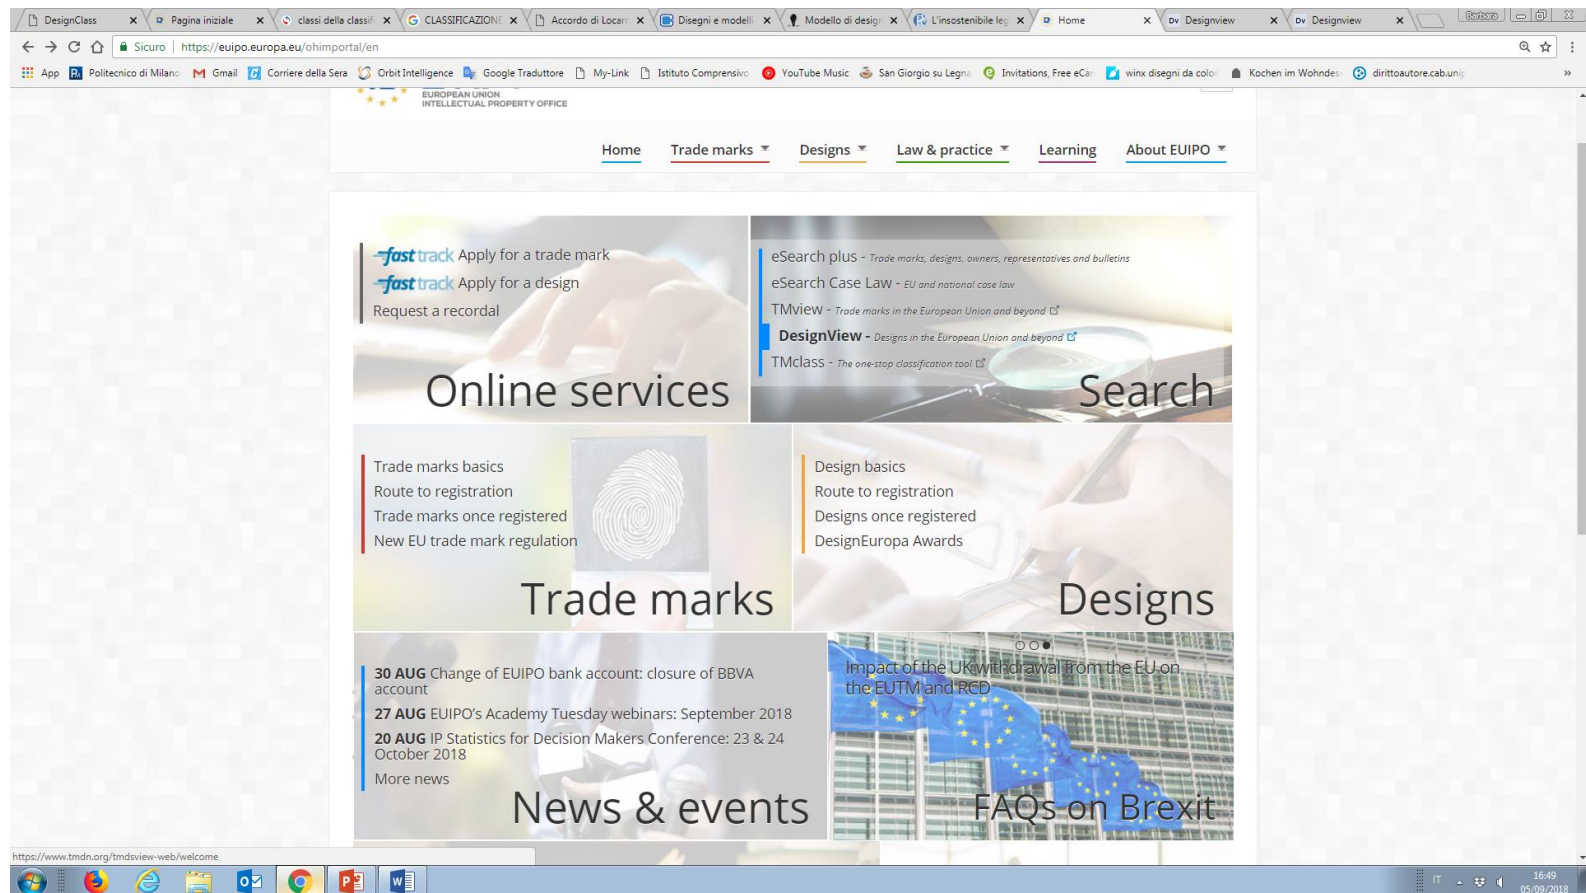 DesignClass
Pagina iniziale
classi della classifi
CLASSIFICAZIONE
Accordo di Locarn
Disegni e modelli
Modello di design
L'insostenibile leg
Home
Designview
Designview
Barbara
Sicuro
https://euipo.europa.eu/ohimportal/en
App
Politecnico di Milano
Gmail
Corriere della Sera
Orbit Intelligence
Google Traduttore
My-Link
Istituto Comprensivo
YouTube Music
San Giorgio su Legna
Invitations, Free eCar
winx disegni da color
Kochen im Wohndes
dirittoautore.cab.unip
»
EUROPEAN UNION
INTELLECTUAL PROPERTY OFFICE
Home Trade marks Designs Law & practice Learning About EUIPO
fast track Apply for a trade mark
fast track Apply for a design
Request a recordal
Online services
eSearch plus - Trade marks, designs, owners, representatives and bulletins
eSearch Case Law - EU and national case law
TMview - Trade marks in the European Union and beyond
DesignView - Designs in the European Union and beyond
TMclass - The one-stop classification tool
Search
Trade marks basics
Route to registration
Trade marks once registered
New EU trade mark regulation
Trade marks
Design basics
Route to registration
Designs once registered
DesignEuropa Awards
Designs
30 AUG Change of EUIPO bank account: closure of BBVA
account
27 AUG EUIPO's Academy Tuesday webinars: September 2018
20 AUG IP Statistics for Decision Makers Conference: 23 & 24
October 2018
More news
News & events
Impact of the UK withdrawal from the EU on
the EUTM and RCD
FAQs on Brexit
https://www.tmdn.org/tmdsview-web/welcome
IT
16:49
05/09/2018